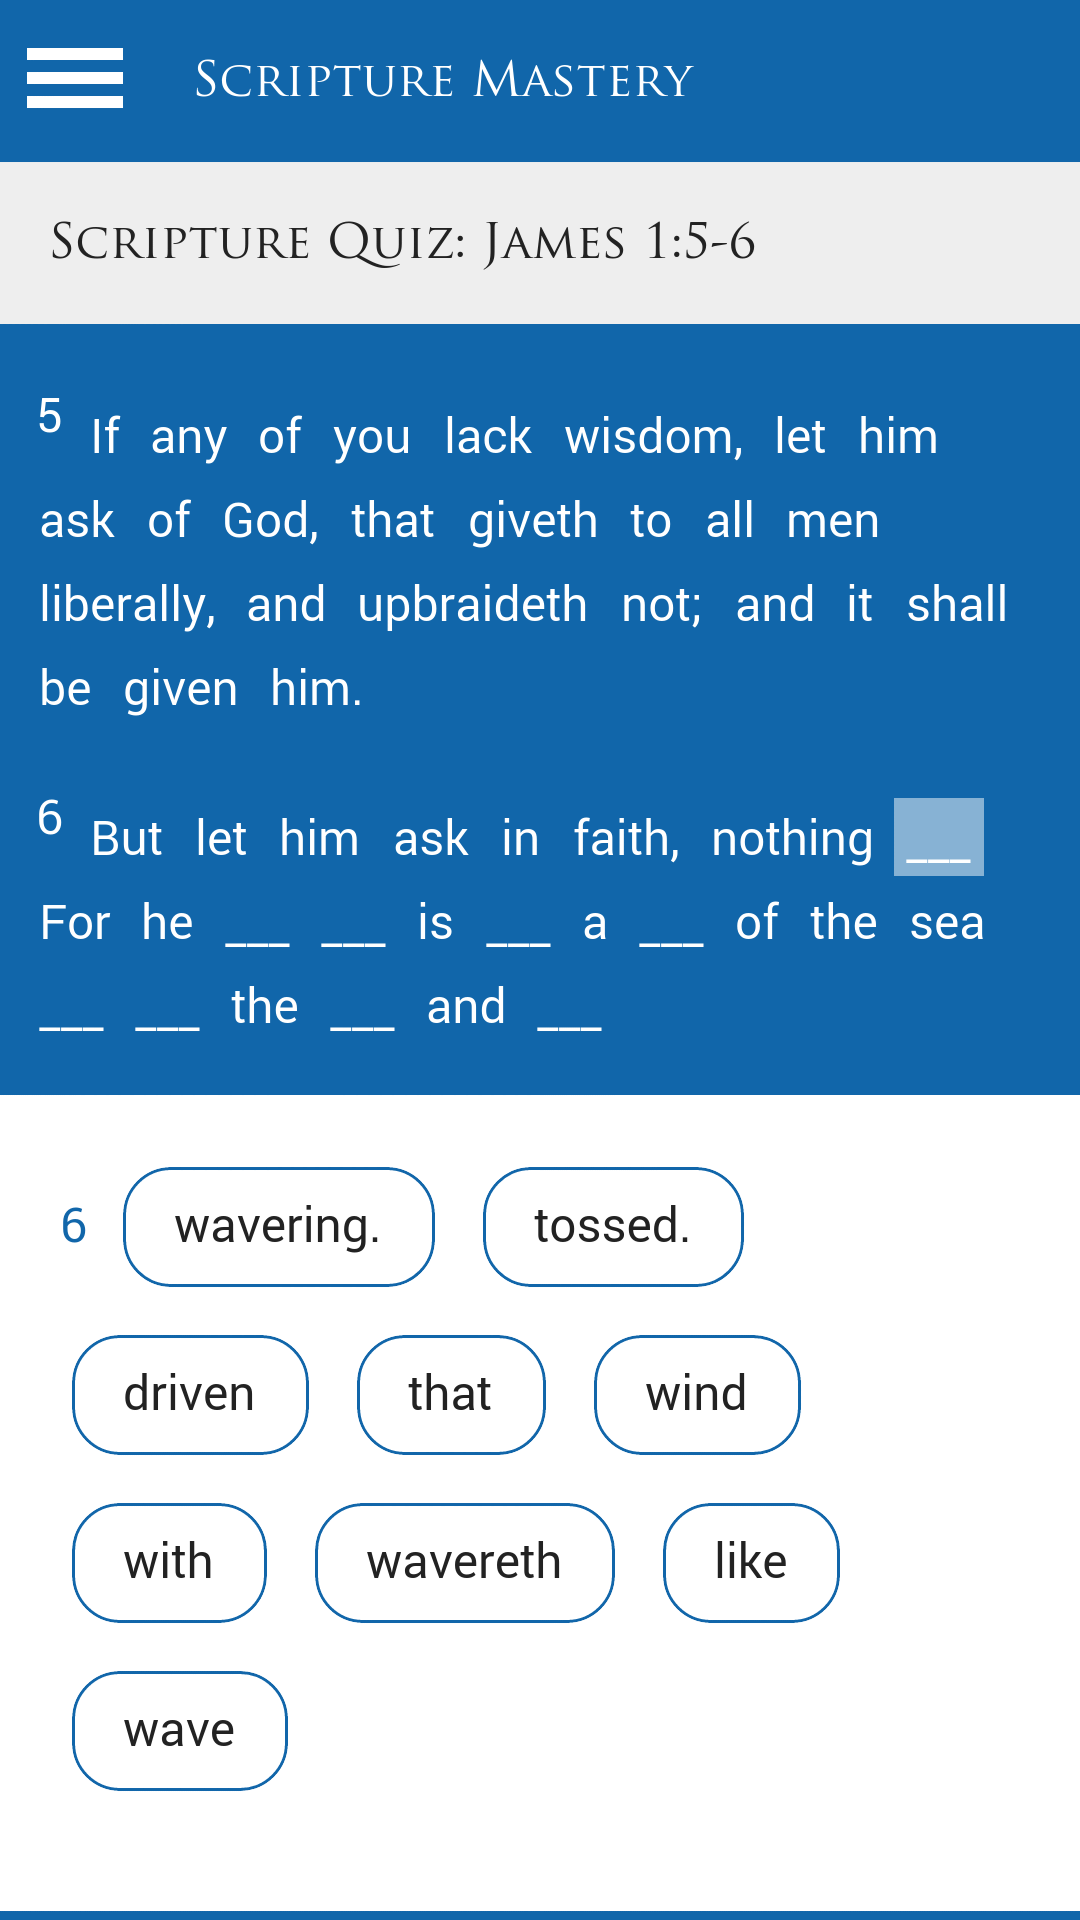 Scripture Mastery
Scripture Quiz: James 1:5-6
5 If any of you lack wisdom, let him
ask of God, that giveth to all men
liberally, and upbraideth not; and it shall
be given him.
6 But let him ask in faith, nothing ___
For he ___ ___ is ___ a ___ of the sea
___ ___ the ___ and ___
6 wavering. tossed.
driven that wind
with wavereth like
wave